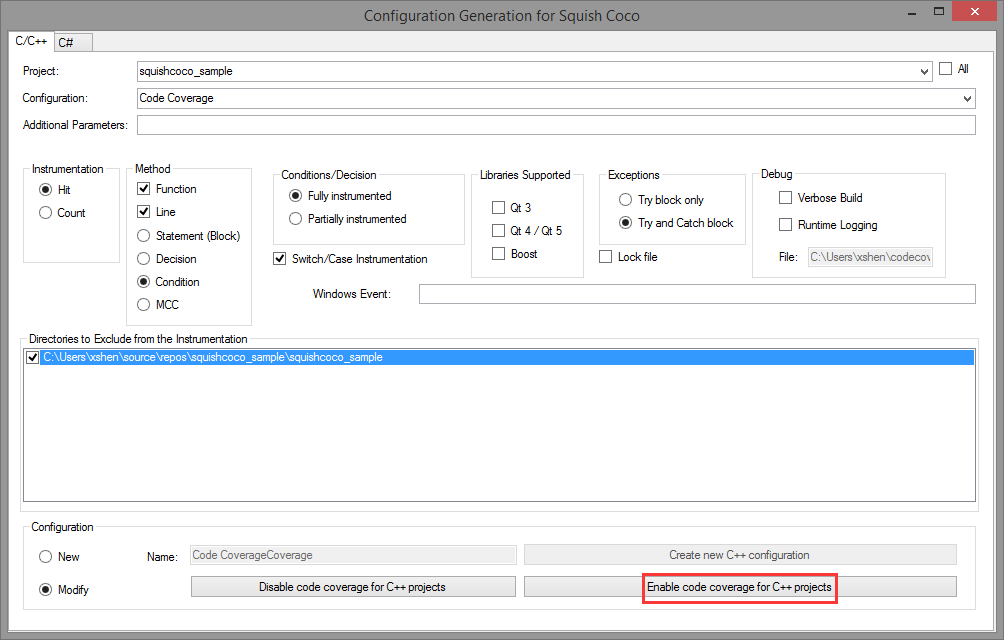 Configuration Generation for Squish Coco
C/C++ C#
Project: squishcoco_sample All
Configuration: Code Coverage
Additional Parameters:
Instrumentation
Hit
Count
Method
Function
Line
Statement (Block)
Decision
Condition
MCC
Conditions/Decision
Fully instrumented
Partially instrumented
Switch/Case Instrumentation
Libraries Supported
Qt 3
Qt 4 / Qt 5
Boost
Exceptions
Try block only
Try and Catch block
Lock file
Debug
Verbose Build
Runtime Logging
File: C:\Users\xshen\codecov
Windows Event:
Directories to Exclude from the Instrumentation
C:\Users\xshen\source\repos\squishcoco_sample\squishcoco_sample
Configuration
New Name: Code CoverageCoverage Create new C++ configuration
Modify Disable code coverage for C++ projects Enable code coverage for C++ projects